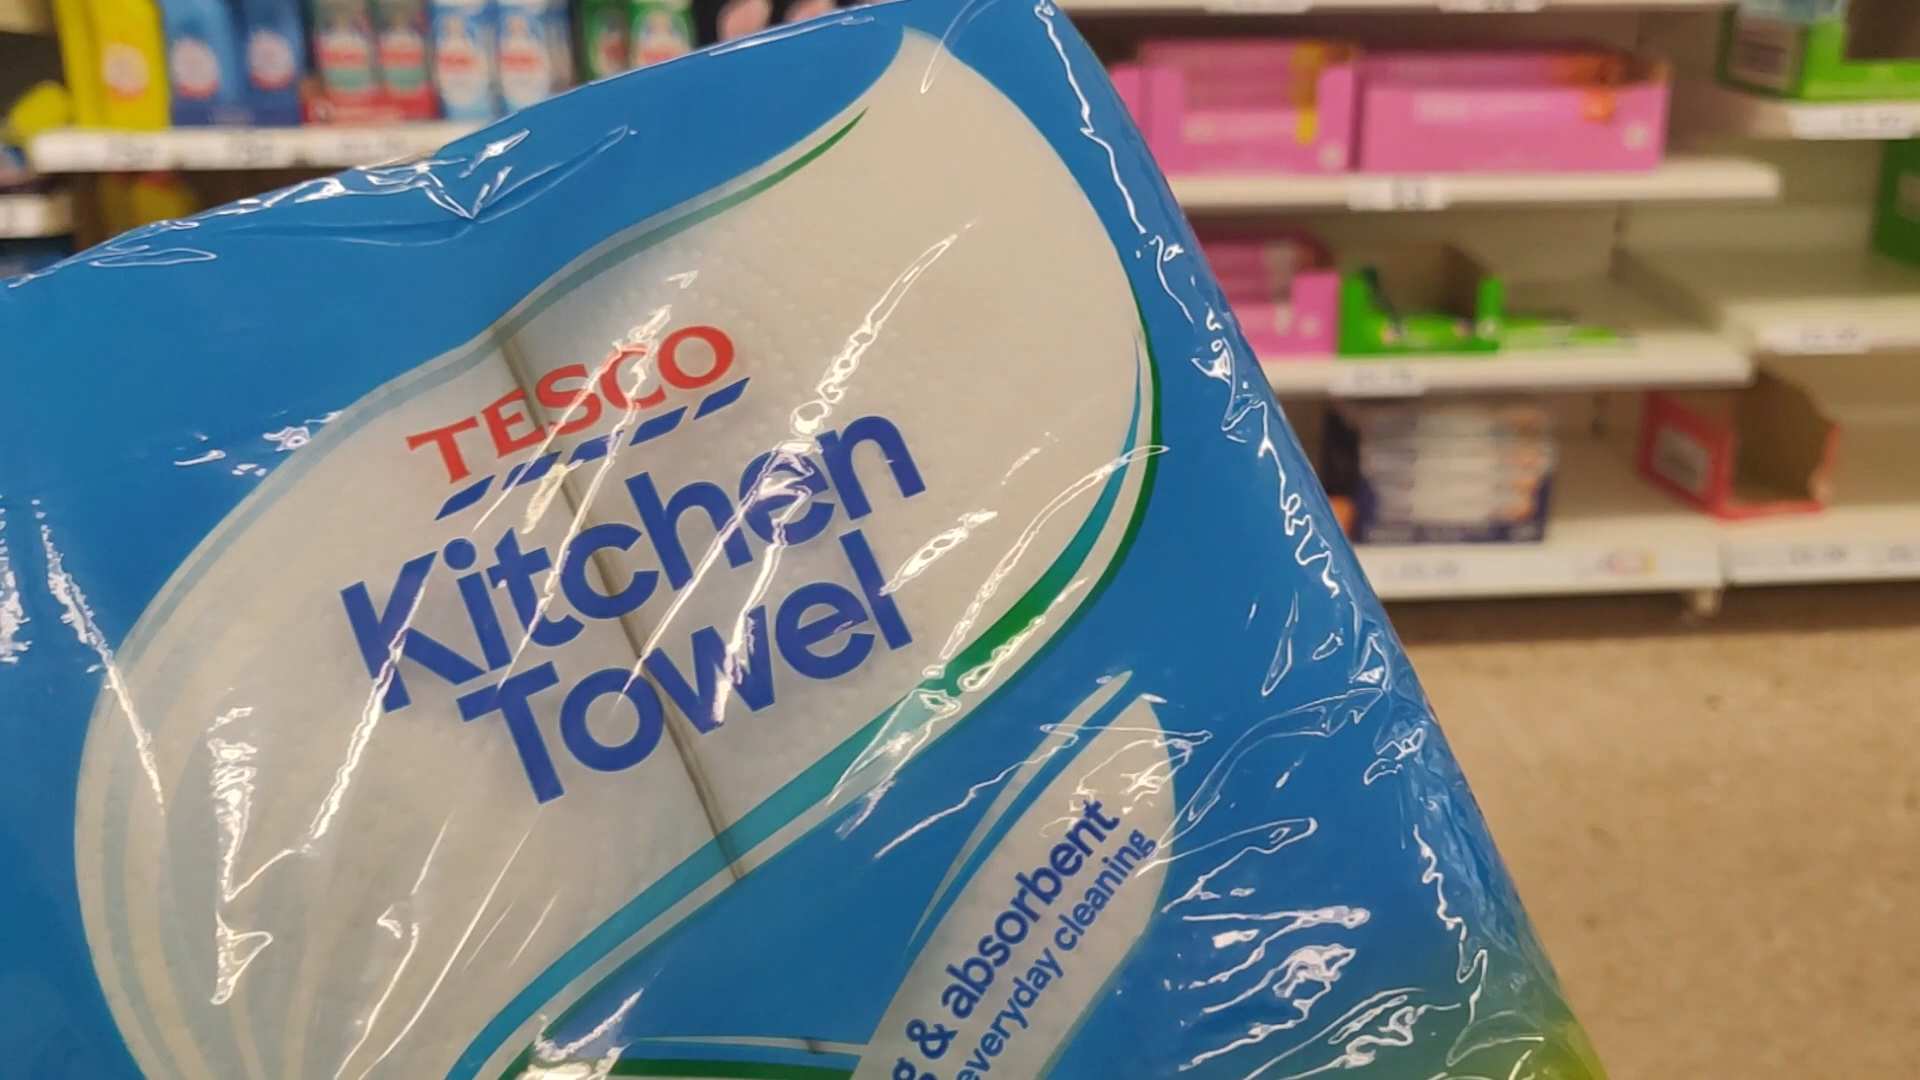 TESCO
Kitchen
Towel
& absorbent
everyday cleaning